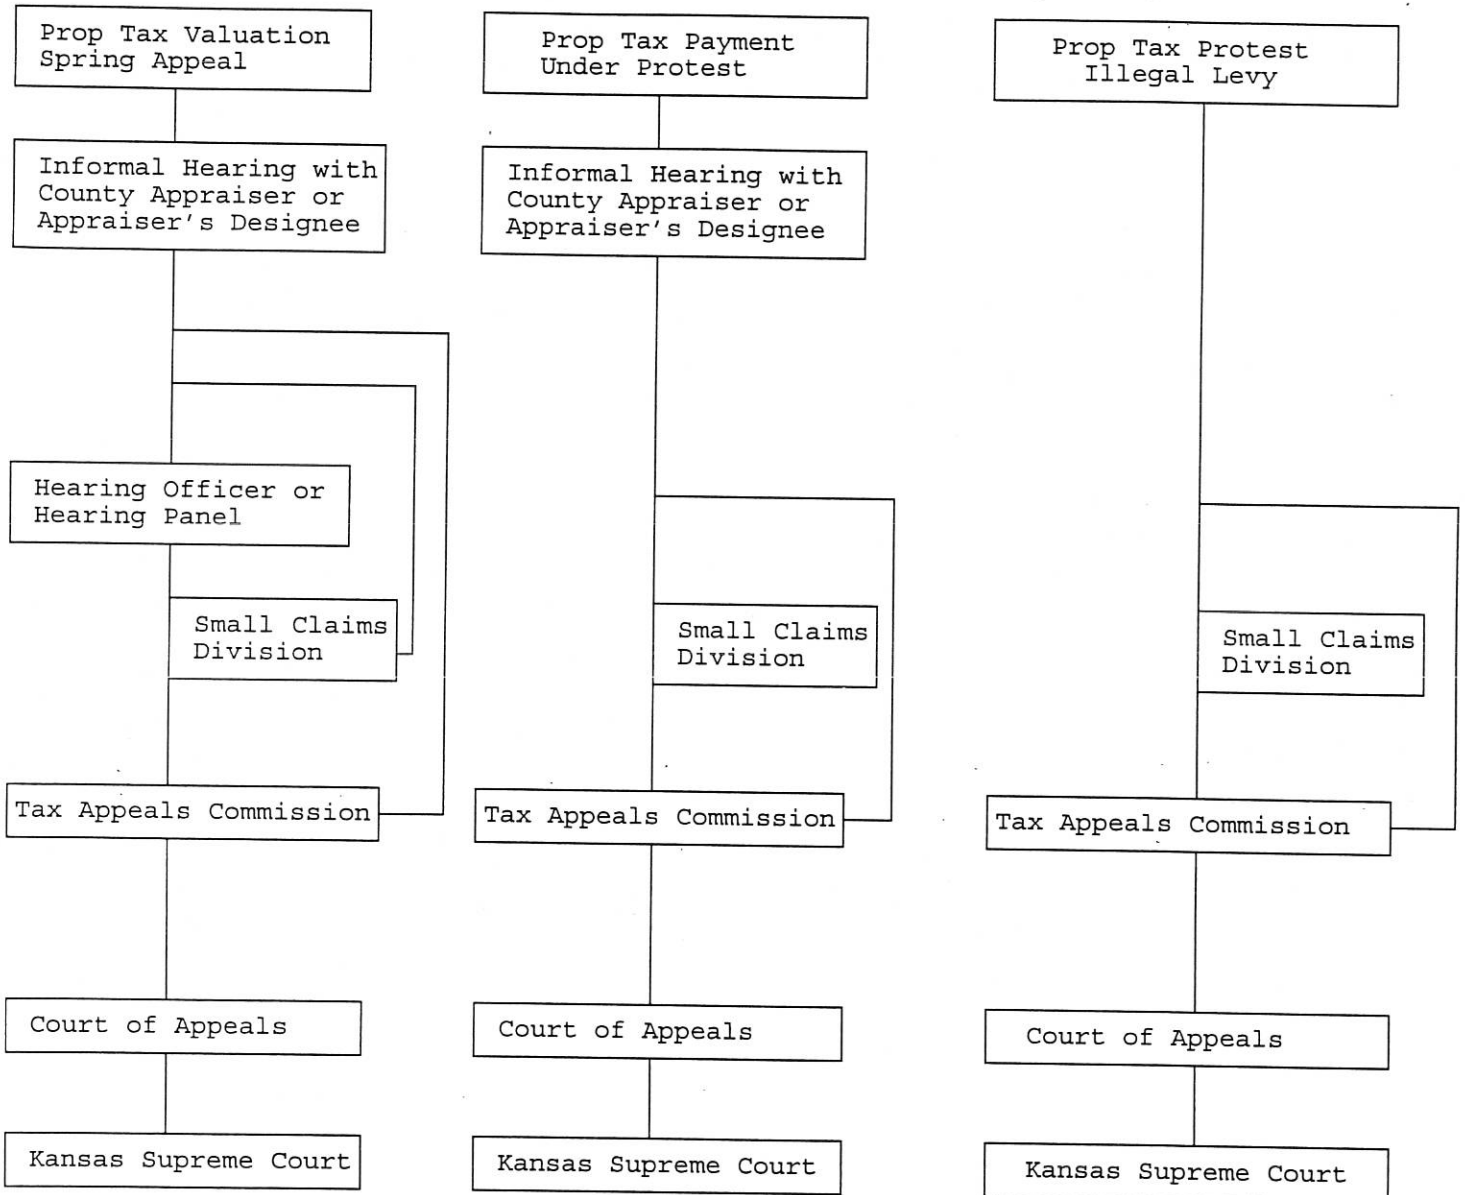 Prop Tax Valuation
Spring Appeal
Informal Hearing with
County Appraiser or
Appraiser's Designee
Hearing Officer or
Hearing Panel
Small Claims
Division
Tax Appeals Commission
Court of Appeals
Kansas Supreme Court
Prop Tax Payment
Under Protest
Informal Hearing with
County Appraiser or
Appraiser's Designee
Small Claims
Division
Tax Appeals Commission
Court of Appeals
Kansas Supreme Court
Prop Tax Protest
Illegal Levy
Small Claims
Division
Tax Appeals Commission
Court of Appeals
Kansas Supreme Court